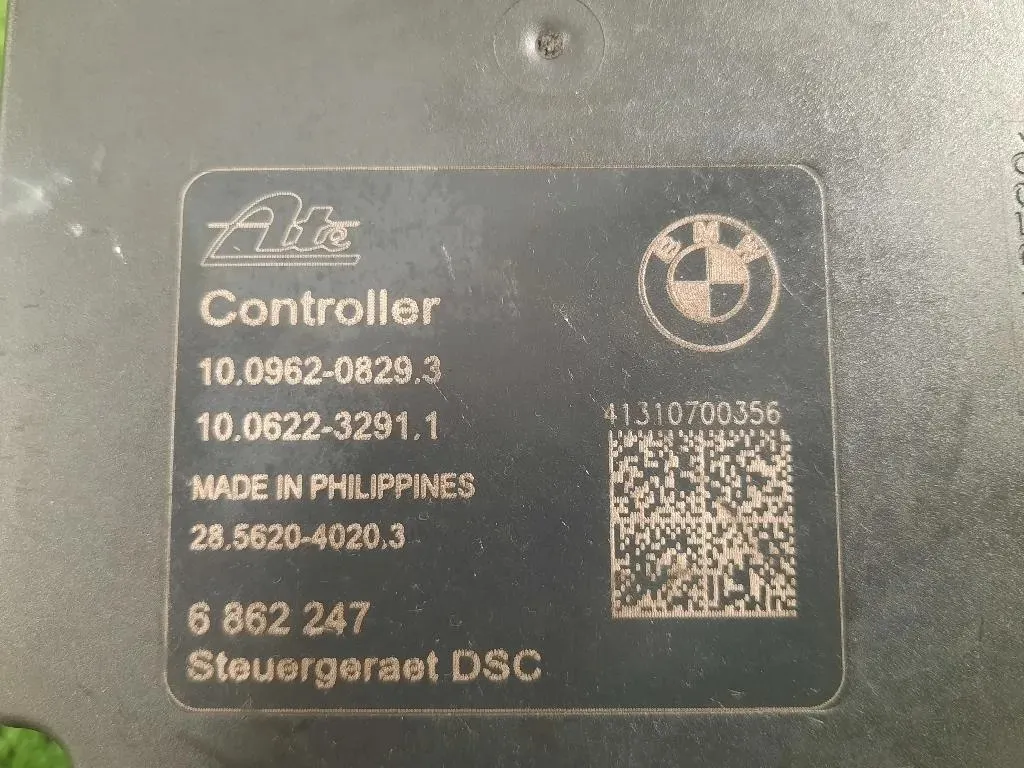 Ate
Controller
10.0962-0829.3
10.0622-3291.1
MADE IN PHILIPPINES
28.5620-4020.3
6 862 247
Steuergeraet DSC
BMW
41310700356